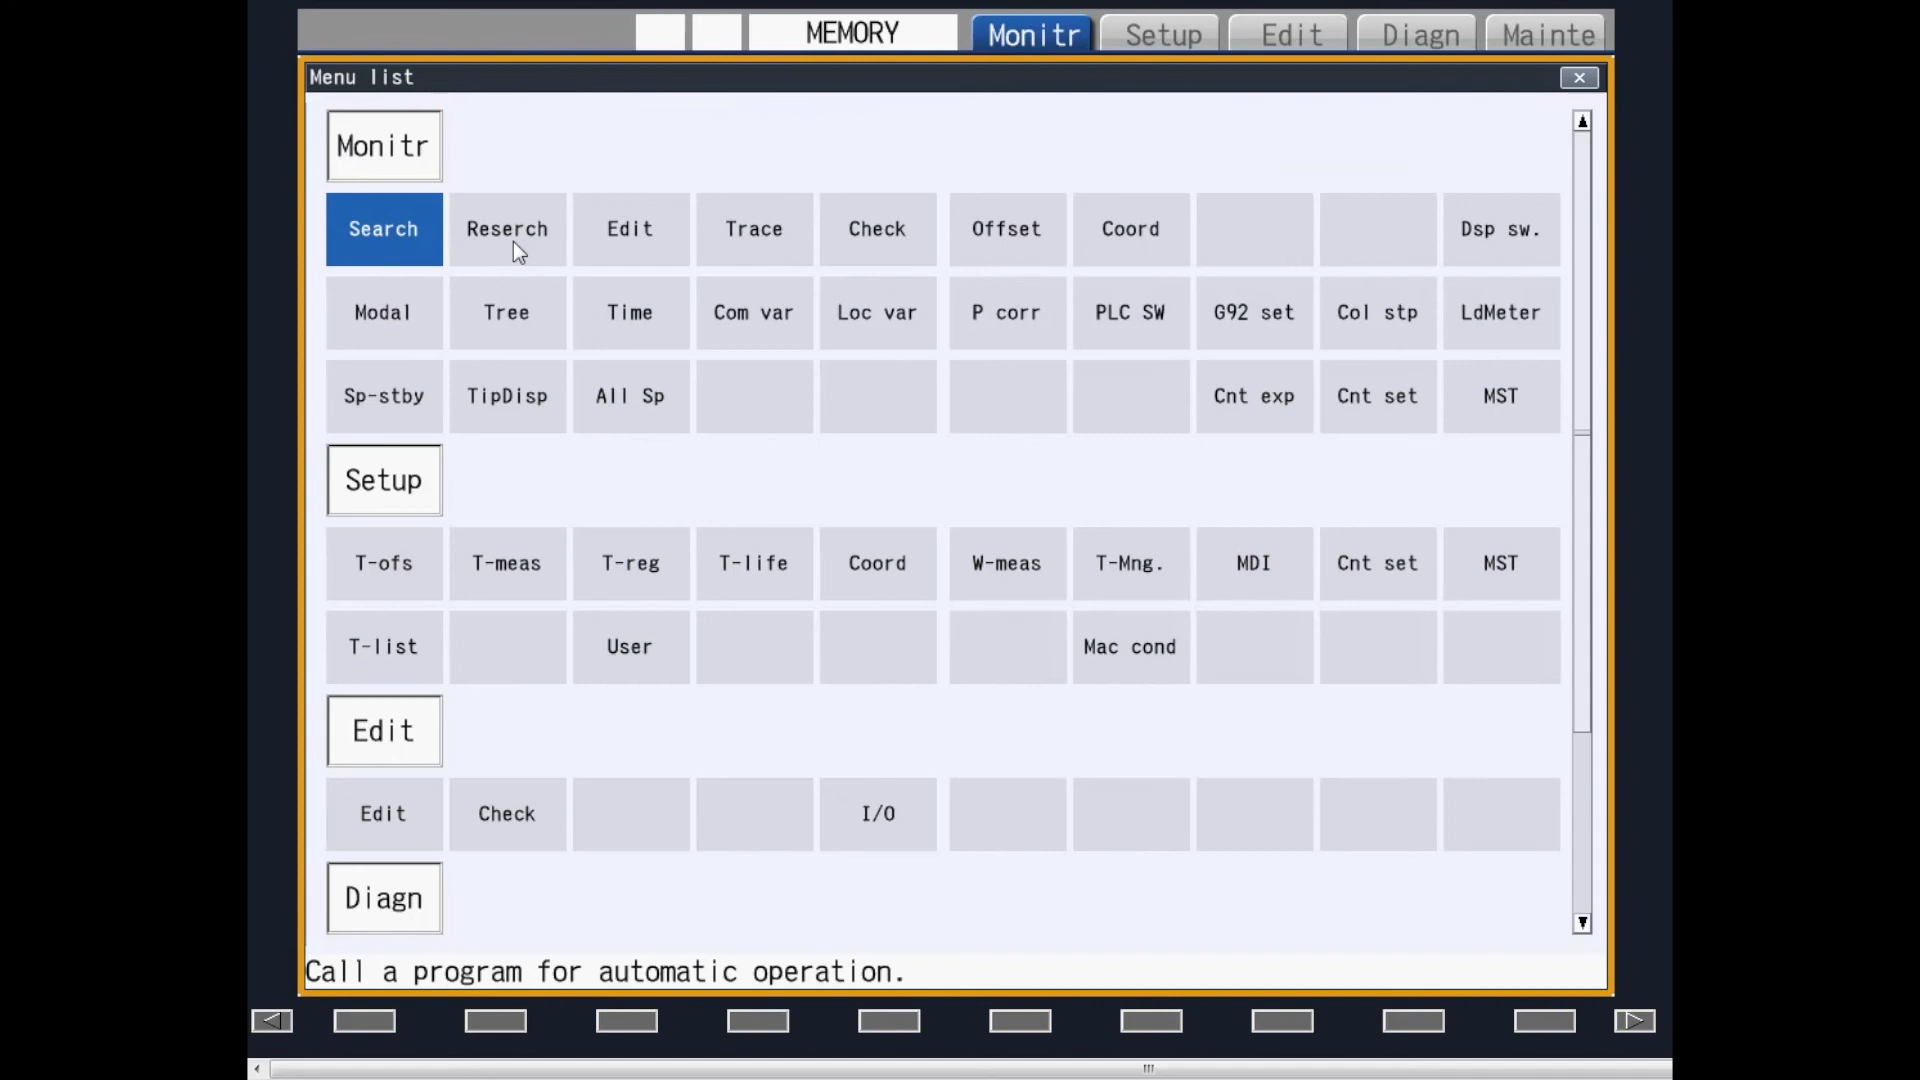 MEMORY Monitr Setup Edit Diagn Mainte
Menu list
Monitr
Search Reserch Edit Trace Check Offset Coord Dsp sw.
Modal Tree Time Com var Loc var P corr PLC SW G92 set Col stp LdMeter
Sp-stby TipDisp All Sp Cnt exp Cnt set MST
Setup
T-ofs T-meas T-reg T-life Coord W-meas T-Mng. MDI Cnt set MST
T-list User Mac cond
Edit
Edit Check I/O
Diagn
Call a program for automatic operation.